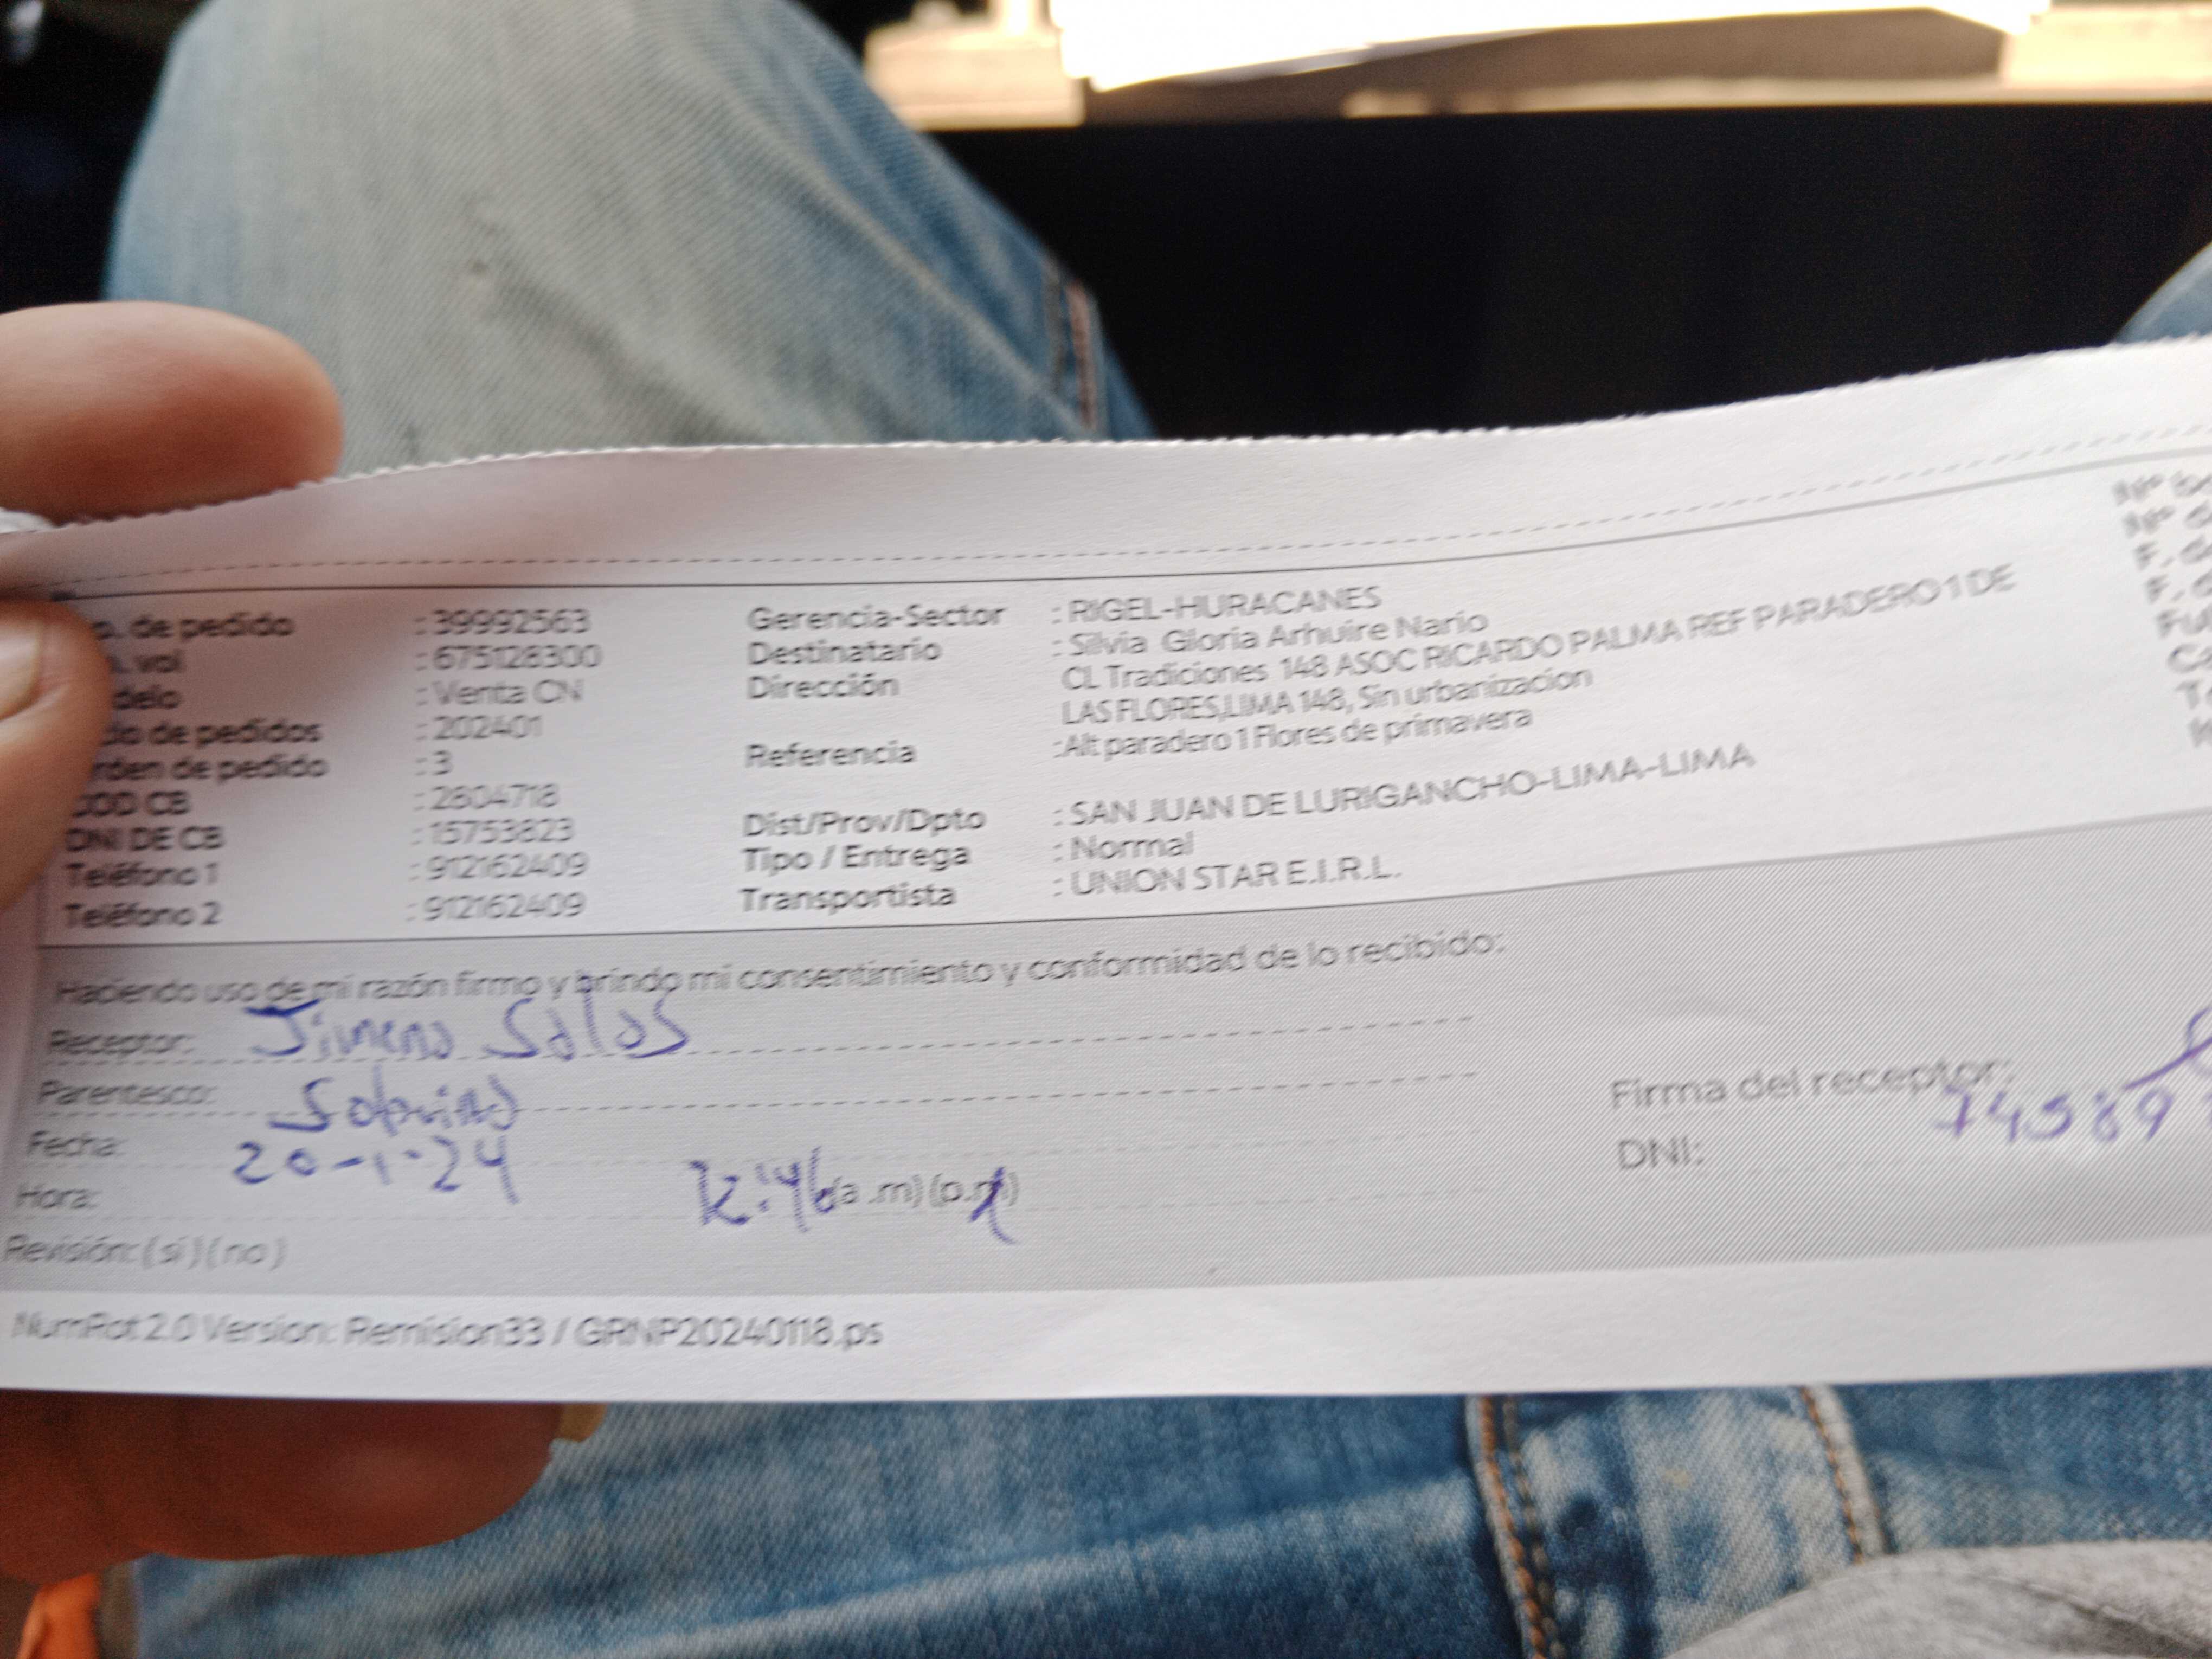 . de pedido : 39992563 Gerencia-Sector : RIGEL-HURACANES
. vol : 675128300 Destinatario : Silvia Gloria Arhuire Nario
delo : Venta CN Dirección CL Tradiciones 148 ASOC RICARDO PALMA REF PARADERO 1 DE
do de pedidos : 202401 LAS FLORES,LIMA 148, Sin urbanizacion
rden de pedido : 3 Referencia :Alt paradero 1 Flores de primavera
COD CB : 2804718 Dist/Prov/Dpto : SAN JUAN DE LURIGANCHO-LIMA-LIMA
DNI DE CB : 15753823 Tipo / Entrega : Normal
Teléfono 1 : 912162409 Transportista : UNION STAR E.I.R.L.
Teléfono 2 : 912162409
Haciendo uso de mi razón firmo y brindo mi consentimiento y conformidad de lo recibido:
Receptor: Jimena Salas
Parentesco: Sobrina Firma del receptor:
Fecha: 20-1-24 DNI: 74589
Hora: 12:46 (a .m) (p.m)
Revisión: (si) (no)
NumRot 2.0 Version: Remision33 / GRNP20240118.ps